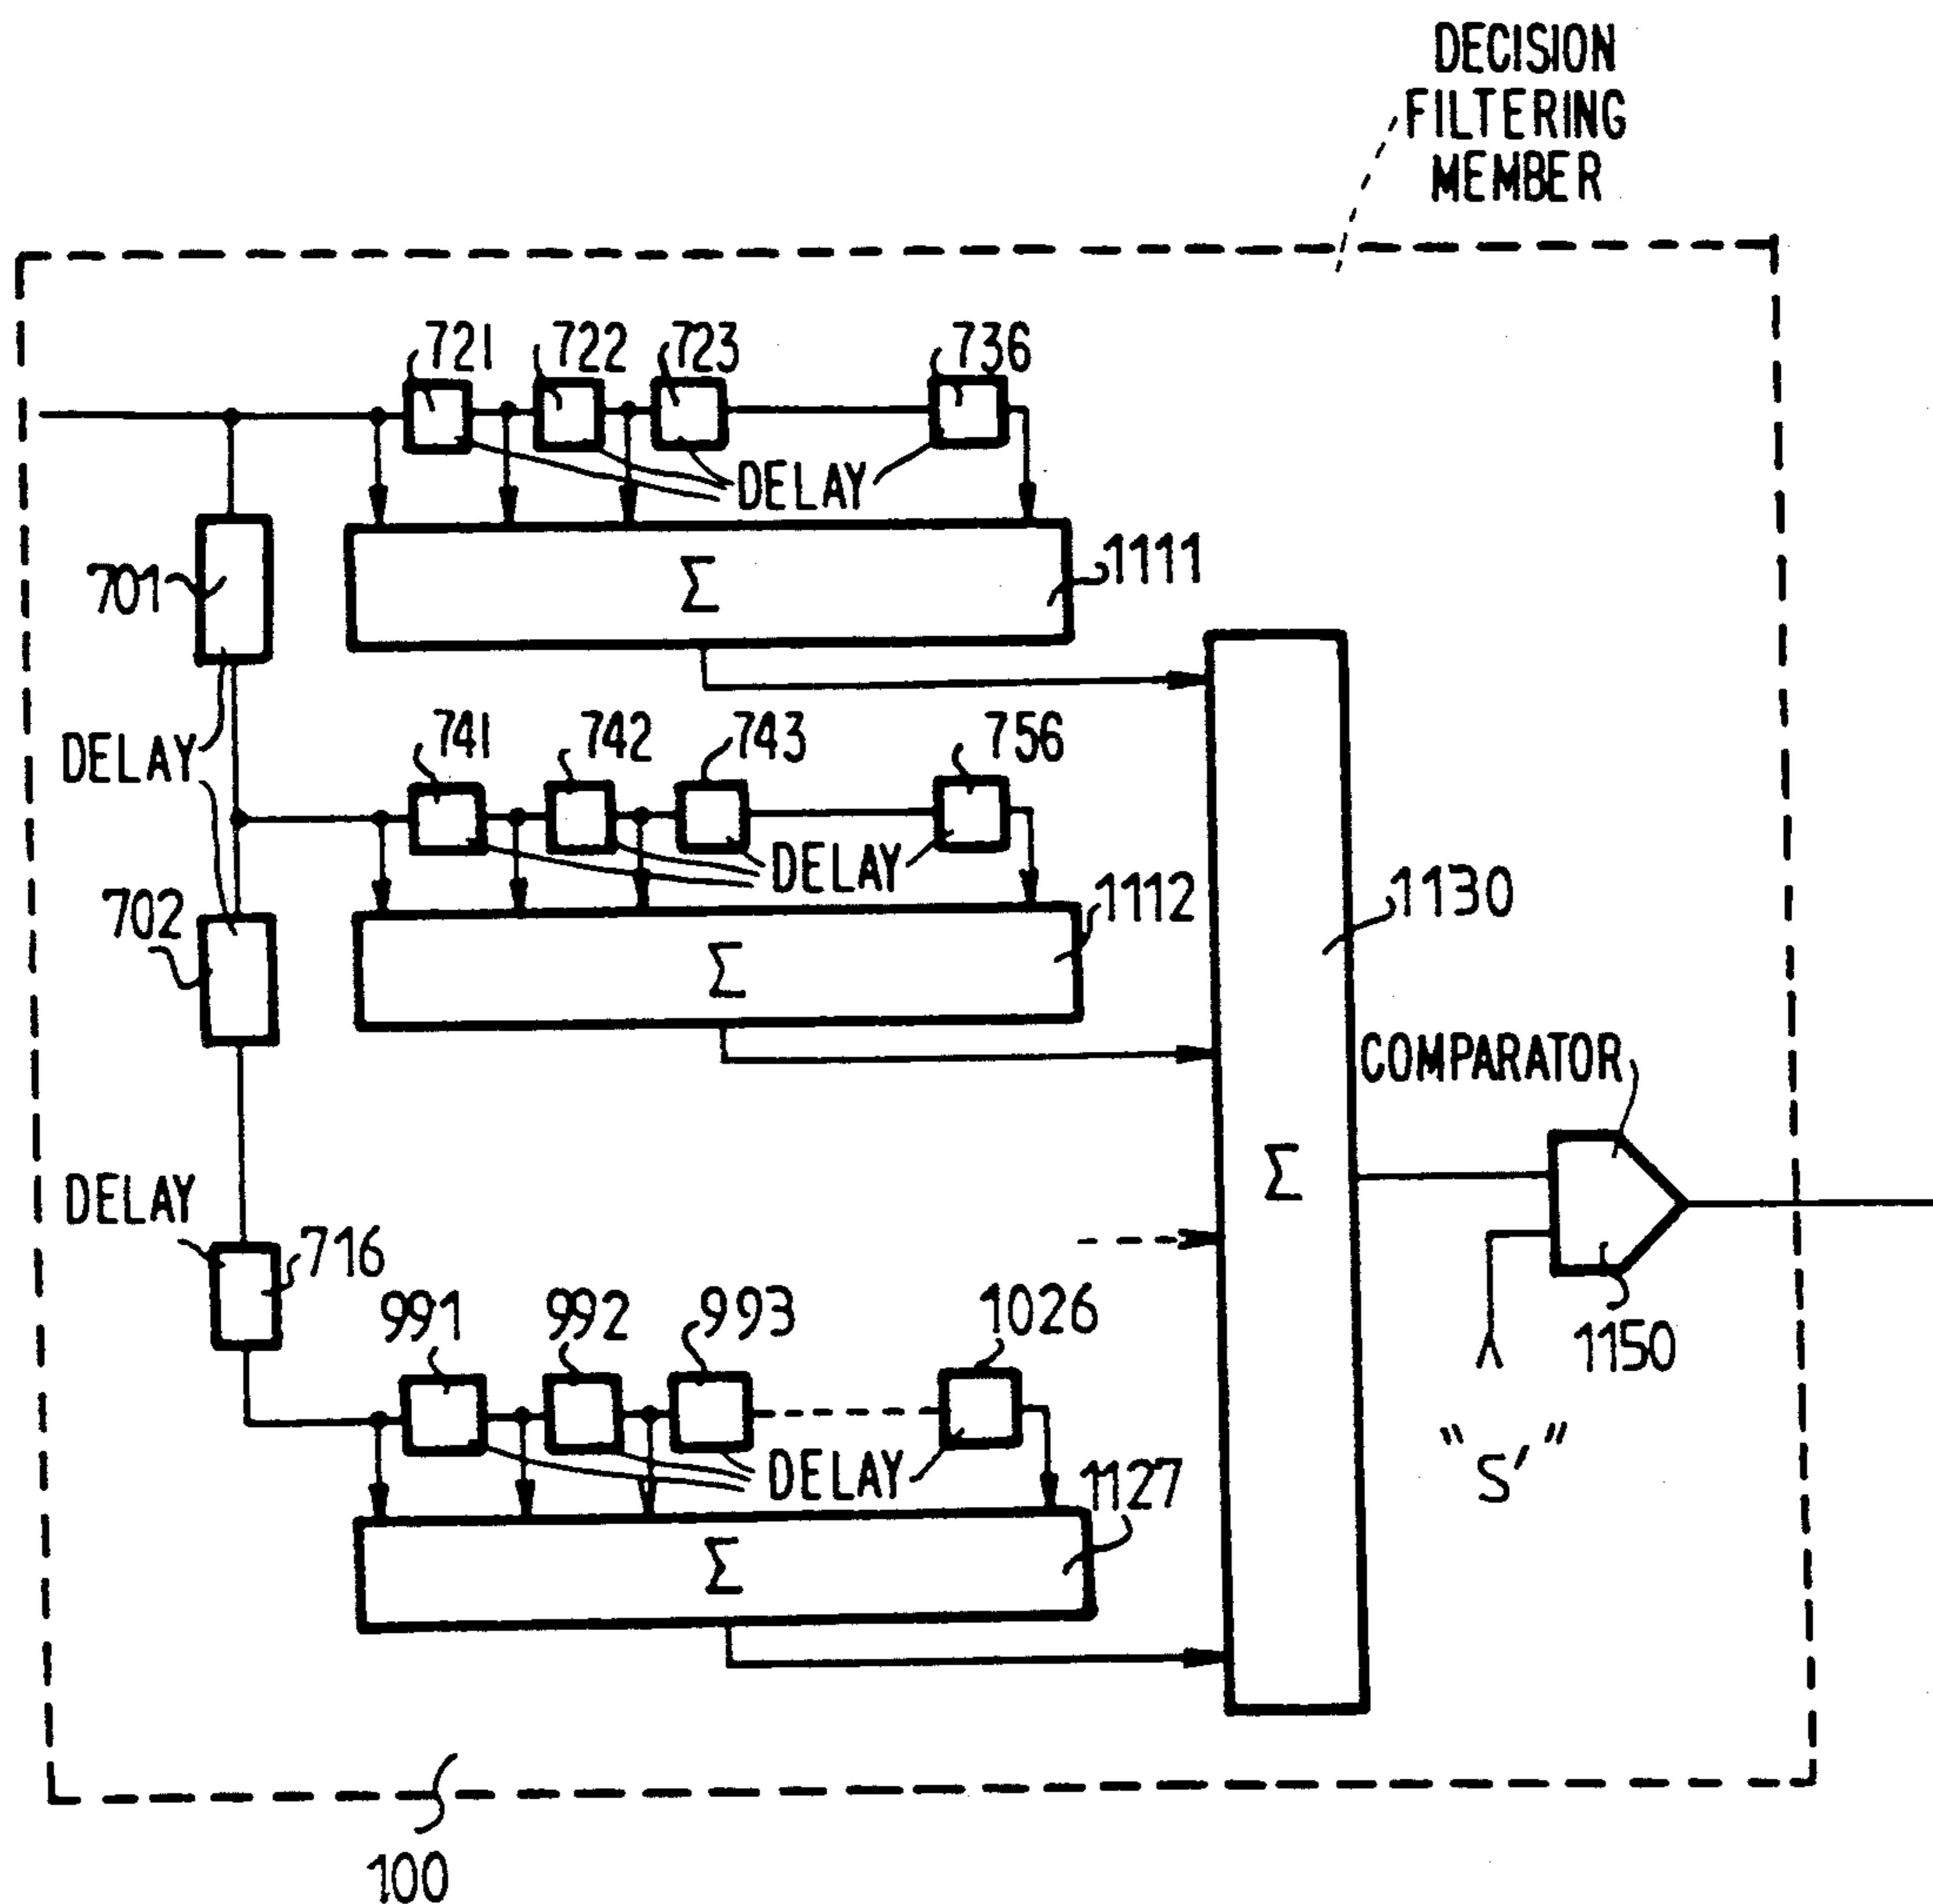 DECISION
FILTERING
MEMBER
721 722 723 736
DELAY
701
Σ
1111
DELAY
741 742 743 756
DELAY
702
1112
1130
Σ
COMPARATOR
DELAY
Σ
716
991 992 993 1026
1150
DELAY
"S'"
1127
Σ
100